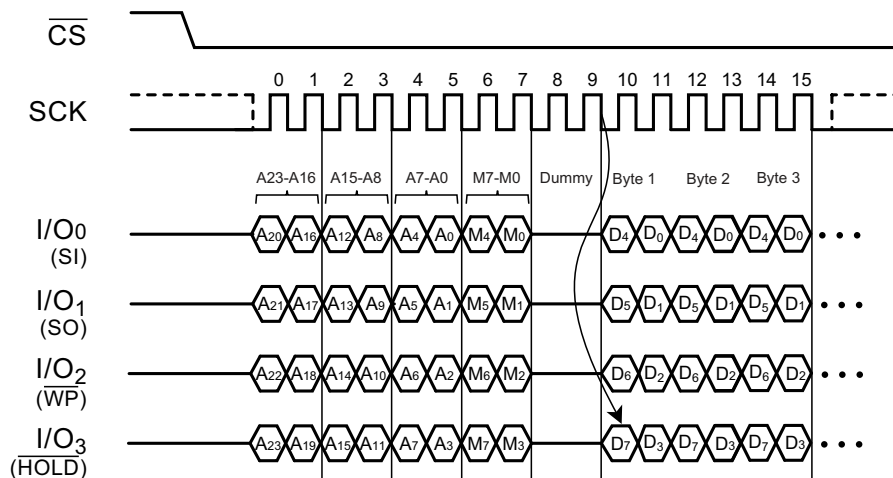 CS
0 1 2 3 4 5 6 7 8 9 10 11 12 13 14 15
SCK
A23-A16 A15-A8 A7-A0 M7-M0 Dummy Byte 1 Byte 2 Byte 3
I/O0 A20 A16 A12 A8 A4 A0 M4 M0 D4 D0 D4 D0 D4 D0 • • •
(SI)
I/O1 A21 A17 A13 A9 A5 A1 M5 M1 D5 D1 D5 D1 D5 D1 • • •
(SO)
I/O2 A22 A18 A14 A10 A6 A2 M6 M2 D6 D2 D6 D2 D6 D2 • • •
(WP)
I/O3 A23 A19 A15 A11 A7 A3 M7 M3 D7 D3 D7 D3 D7 D3 • • •
(HOLD)